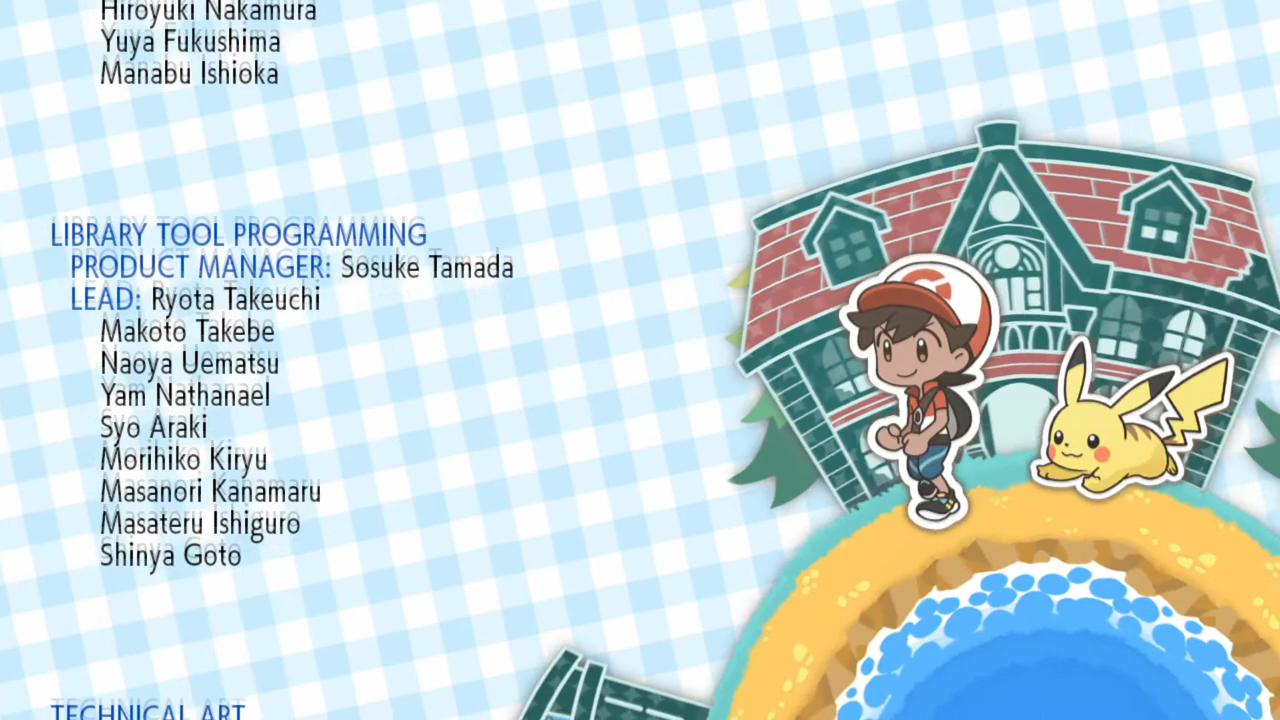 Hiroyuki Nakamura
Yuya Fukushima
Manabu Ishioka
LIBRARY TOOL PROGRAMMING
PRODUCT MANAGER: Sosuke Tamada
LEAD: Ryota Takeuchi
Makoto Takebe
Naoya Uematsu
Yam Nathanael
Syo Araki
Morihiko Kiryu
Masanori Kanamaru
Masateru Ishiguro
Shinya Goto
TECHNICAL ART